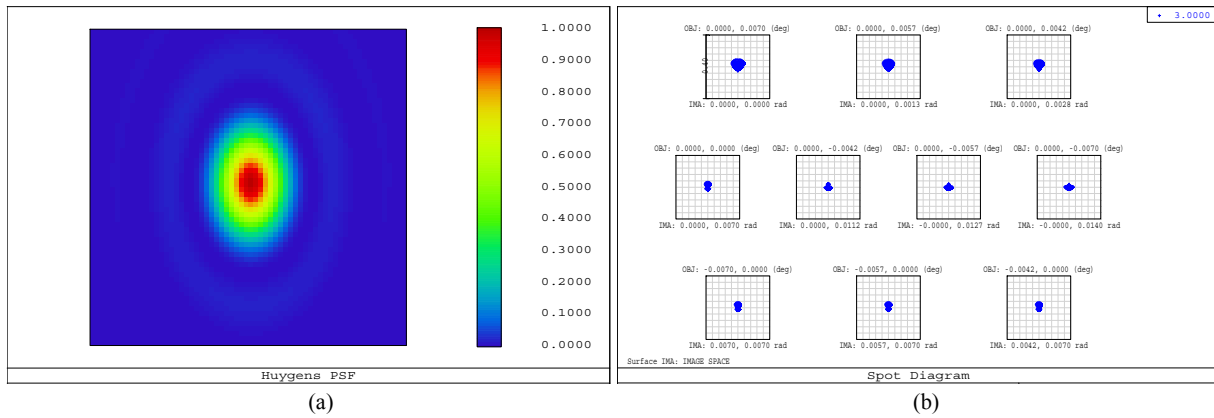 1.0000
0.9000
0.8000
0.7000
0.6000
0.5000
0.4000
0.3000
0.2000
0.1000
0.0000
Huygens PSF
(a)
+ 3.0000
OBJ: 0.0000, 0.0070 (deg)
OBJ: 0.0000, 0.0057 (deg)
OBJ: 0.0000, 0.0042 (deg)
0.40
IMA: 0.0000, 0.0000 rad
IMA: 0.0000, 0.0013 rad
IMA: 0.0000, 0.0028 rad
OBJ: 0.0000, 0.0000 (deg)
OBJ: 0.0000, -0.0042 (deg)
OBJ: 0.0000, -0.0057 (deg)
OBJ: 0.0000, -0.0070 (deg)
IMA: 0.0000, 0.0070 rad
IMA: 0.0000, 0.0112 rad
IMA: -0.0000, 0.0127 rad
IMA: -0.0000, 0.0140 rad
OBJ: -0.0070, 0.0000 (deg)
OBJ: -0.0057, 0.0000 (deg)
OBJ: -0.0042, 0.0000 (deg)
IMA: 0.0070, 0.0070 rad
IMA: 0.0057, 0.0070 rad
IMA: 0.0042, 0.0070 rad
Surface IMA: IMAGE SPACE
Spot Diagram
(b)